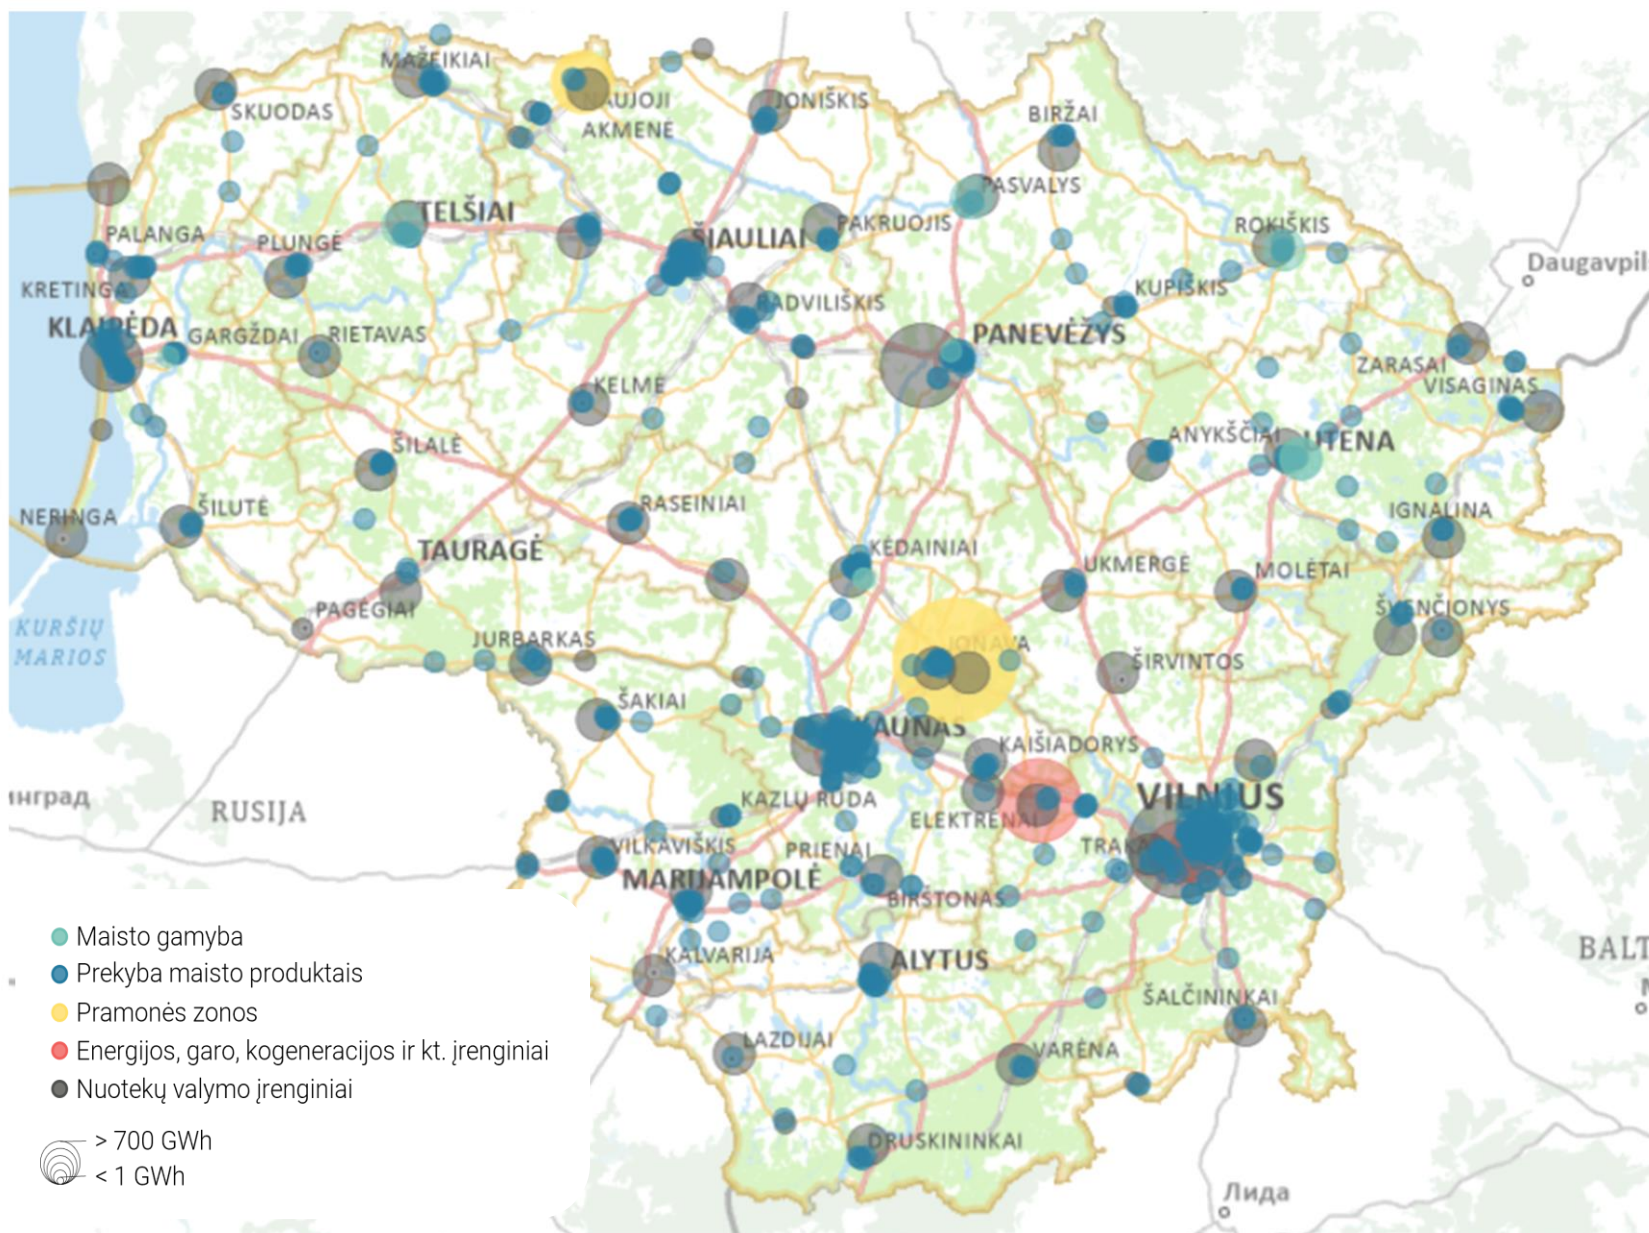 MAŽEIKIAI
SKUODAS
NAUJOJI
AKMENĖ
JONIŠKIS
BIRŽAI
PASVALYS
TELŠIAI
PALANGA
PLUNGĖ
ŠIAULIAI
PAKRUOJIS
ROKIŠKIS
Daugavpil
KRETINGA
KUPIŠKIS
RADVILIŠKIS
KLAIPĖDA
GARGŽDAI
RIETAVAS
PANEVĖŽYS
ZARASAI
VISAGINAS
KELMĖ
ŠILALĖ
ANYKŠČIAI
UTENA
RASEINIAI
NERINGA
ŠILUTĖ
IGNALINA
TAURAGĖ
KĖDAINIAI
UKMERGĖ
MOLĖTAI
PAGĖGIAI
ŠVENČIONYS
KURŠIŲ
MARIOS
JURBARKAS
JONAVA
ŠIRVINTOS
ŠAKIAI
KAUNAS
KAIŠIADORYS
нград
RUSIJA
KAZLŲ RŪDA
ELEKTRĖNAI
VILNIUS
VILKAVIŠKIS
PRIENAI
TRAKAI
MARIJAMPOLĖ
BIRŠTONAS
KALVARIJA
ALYTUS
BALT
ŠALČININKAI
LAZDIJAI
VARĖNA
DRUSKININKAI
Лида
Maisto gamyba
Prekyba maisto produktais
Pramonės zonos
Energijos, garo, kogeneracijos ir kt. įrenginiai
Nuotekų valymo įrenginiai
> 700 GWh
< 1 GWh